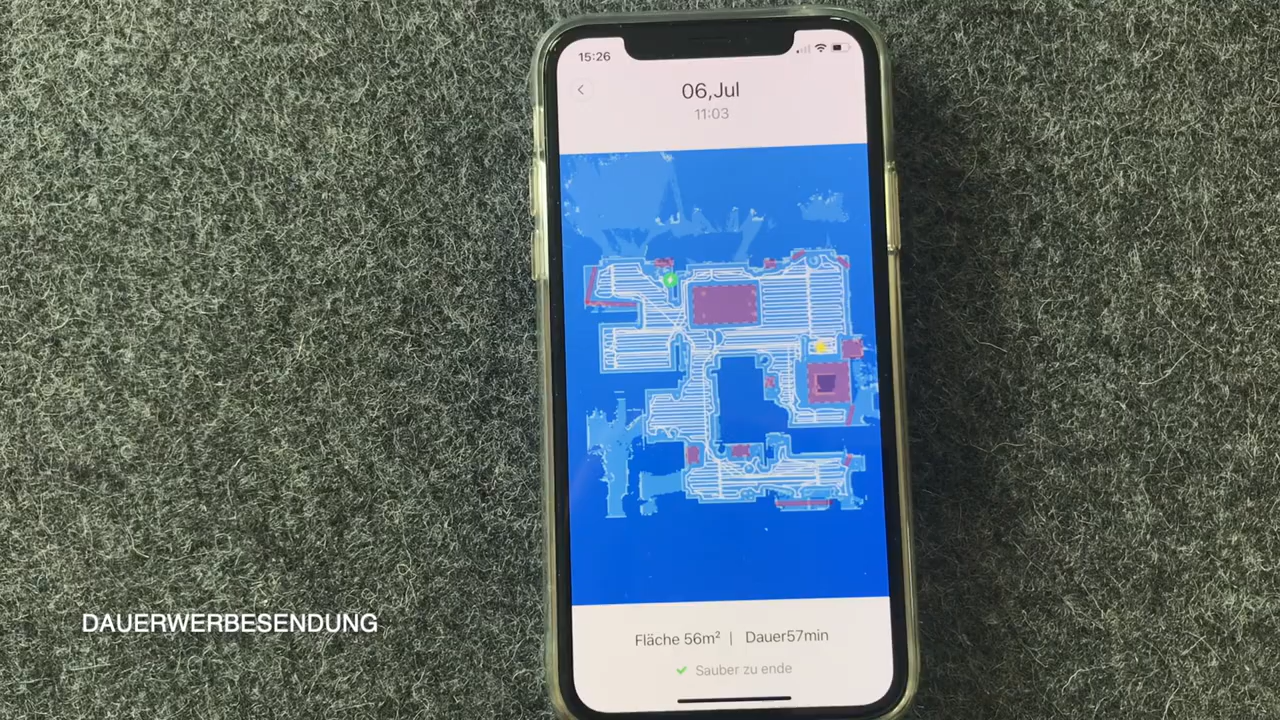 15:26
06,Jul
11:03
Fläche 56m² | Dauer57min
Sauber zu ende
DAUERWERBESENDUNG